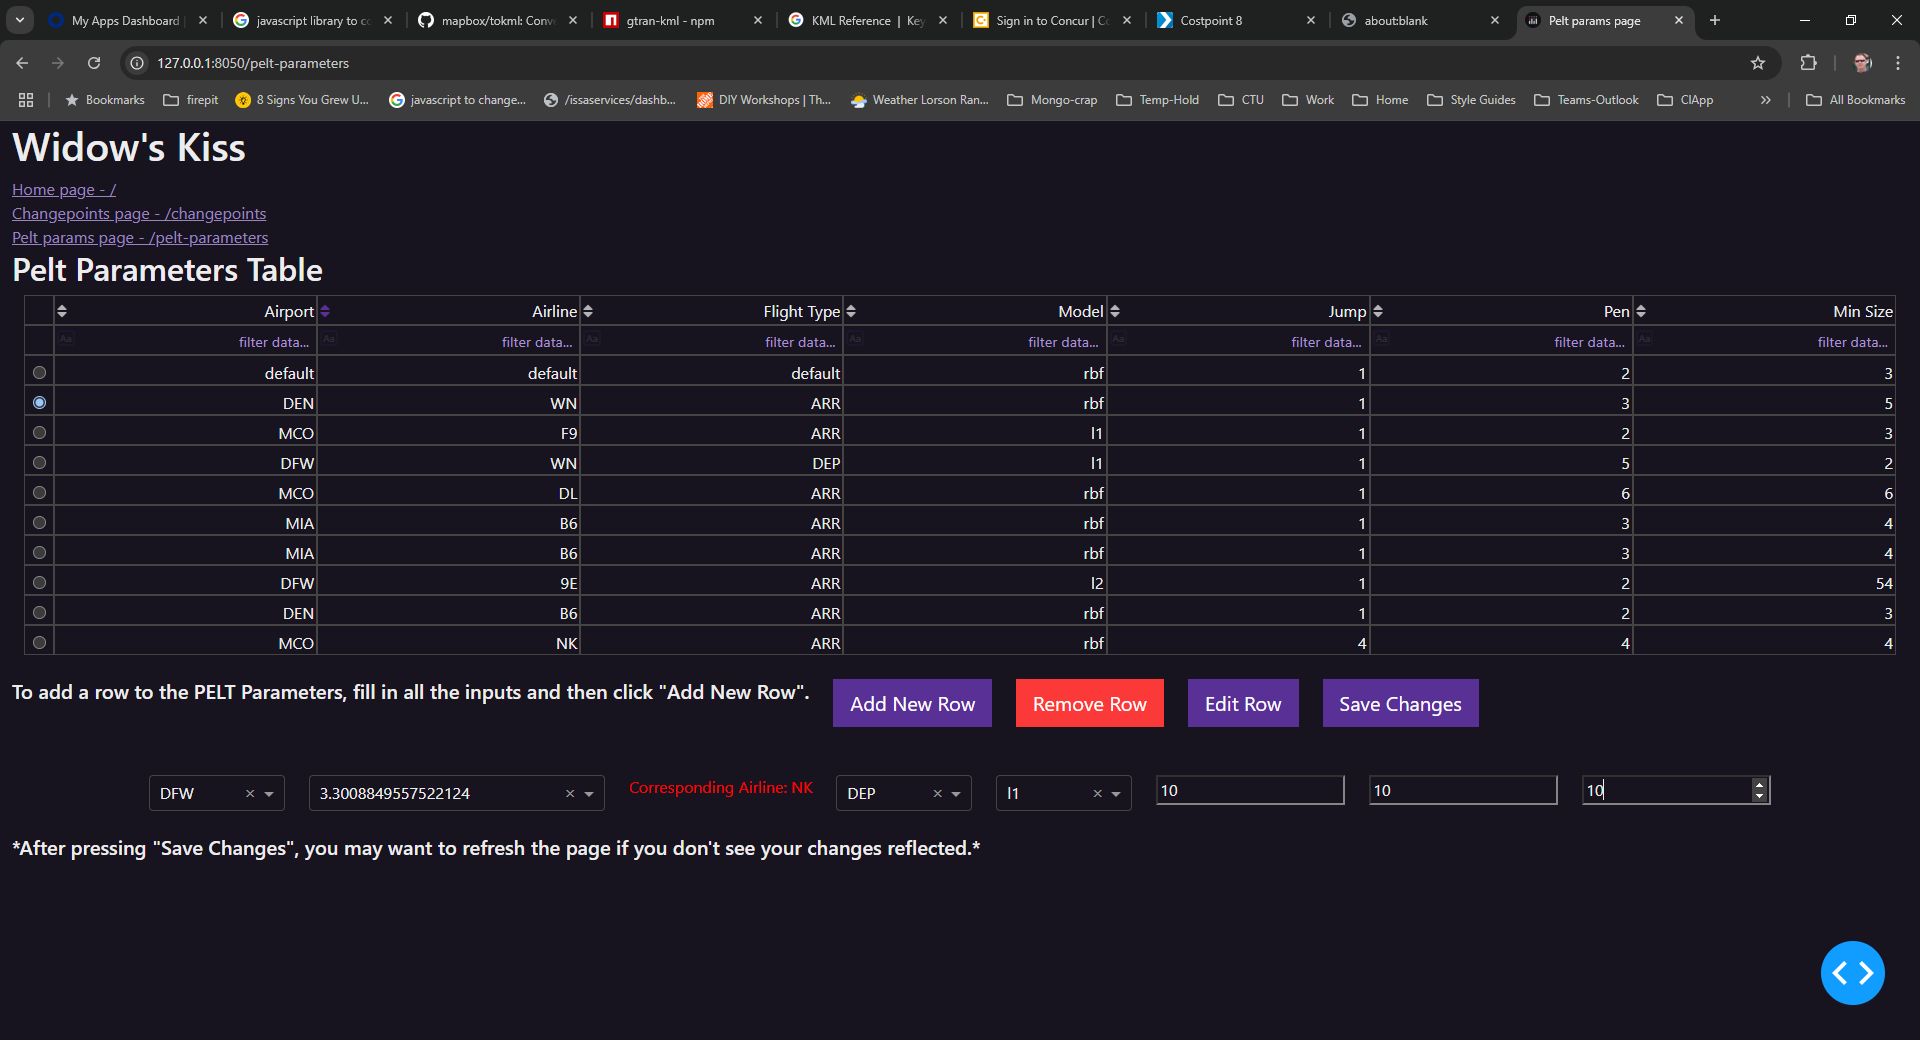 My Apps Dashboard
javascript library to cc
mapbox/tokml: Conv
gtran-kml - npm
KML Reference | Key
Sign in to Concur | Co
Costpoint 8
about:blank
Pelt params page
127.0.0.1:8050/pelt-parameters
Bookmarks firepit 8 Signs You Grew U... javascript to change... /issaservices/dashb... DIY Workshops | Th... Weather Lorson Ran... Mongo-crap Temp-Hold CTU Work Home Style Guides Teams-Outlook CIApp » All Bookmarks
Widow's Kiss
Home page - /
Changepoints page - /changepoints
Pelt params page - /pelt-parameters
Pelt Parameters Table
Airport Airline Flight Type Model Jump Pen Min Size
Aa filter data... Aa filter data... Aa filter data... Aa filter data... Aa filter data... Aa filter data... Aa filter data...
default default default rbf 1 2 3
DEN WN ARR rbf 1 3 5
MCO F9 ARR l1 1 2 3
DFW WN DEP l1 1 5 2
MCO DL ARR rbf 1 6 6
MIA B6 ARR rbf 1 3 4
MIA B6 ARR rbf 1 3 4
DFW 9E ARR l2 1 2 54
DEN B6 ARR rbf 1 2 3
MCO NK ARR rbf 4 4 4
To add a row to the PELT Parameters, fill in all the inputs and then click "Add New Row". Add New Row Remove Row Edit Row Save Changes
DFW × 3.3008849557522124 × Corresponding Airline: NK DEP × l1 × 10 10 10
*After pressing "Save Changes", you may want to refresh the page if you don't see your changes reflected.*